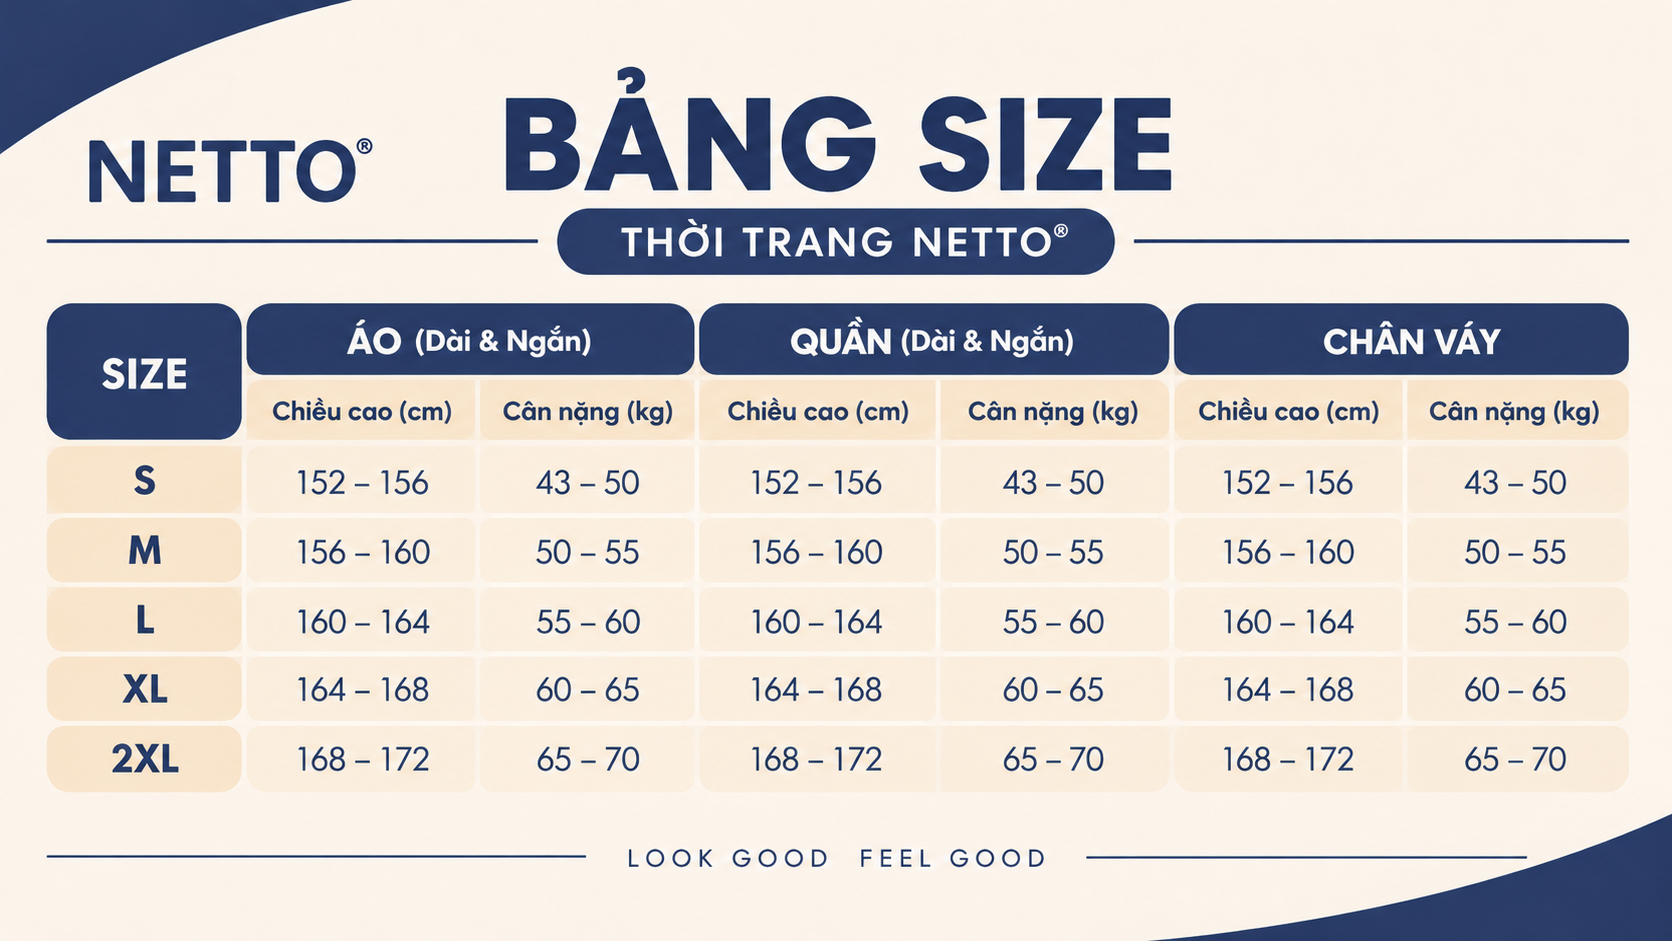 NETTO®
BẢNG SIZE
THỜI TRANG NETTO®
SIZE
ÁO (Dài & Ngắn)
QUẦN (Dài & Ngắn)
CHÂN VÁY
Chiều cao (cm) Cân nặng (kg) Chiều cao (cm) Cân nặng (kg) Chiều cao (cm) Cân nặng (kg)
S 152 – 156 43 – 50 152 – 156 43 – 50 152 – 156 43 – 50
M 156 – 160 50 – 55 156 – 160 50 – 55 156 – 160 50 – 55
L 160 – 164 55 – 60 160 – 164 55 – 60 160 – 164 55 – 60
XL 164 – 168 60 – 65 164 – 168 60 – 65 164 – 168 60 – 65
2XL 168 – 172 65 – 70 168 – 172 65 – 70 168 – 172 65 – 70
LOOK GOOD FEEL GOOD